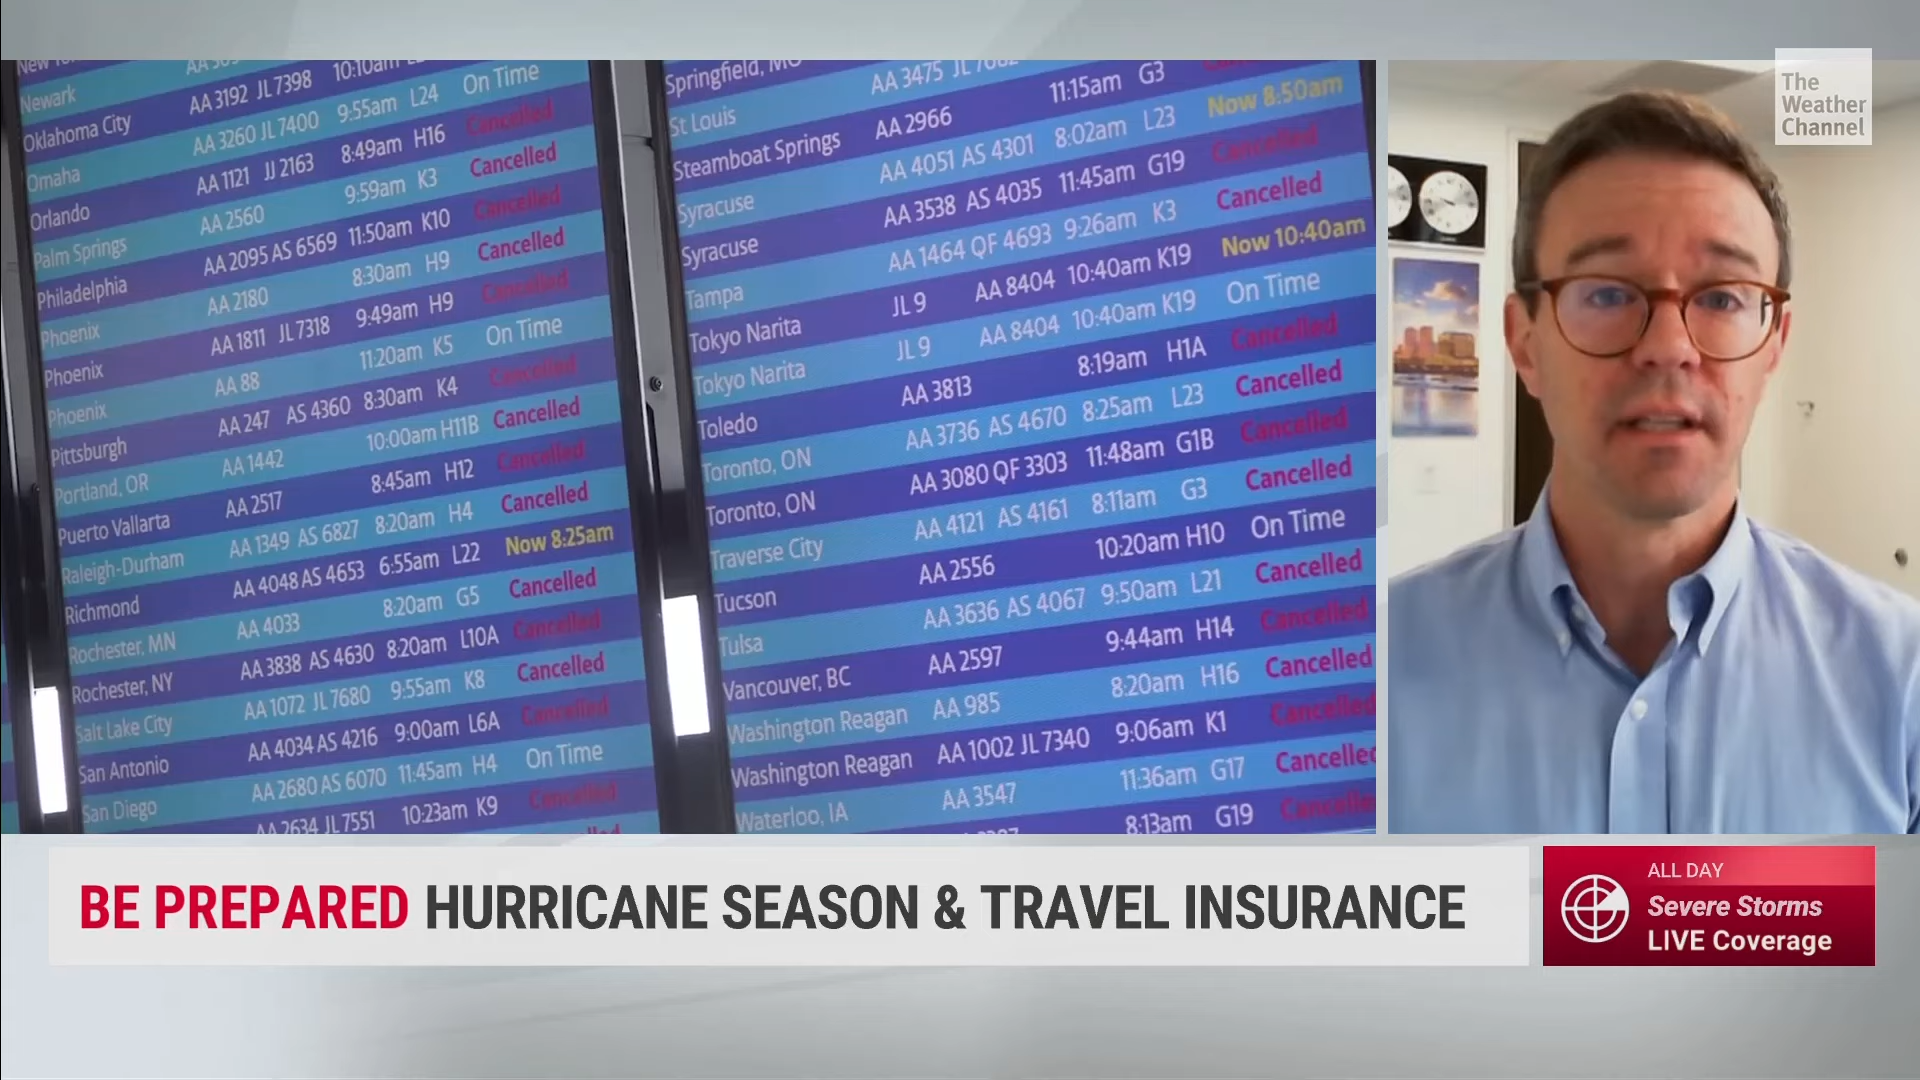 Newark
Oklahoma City AA 3192 JL 7398 10:10am
Omaha AA 3260 JL 7400 9:55am L24 On Time
Orlando AA 1121 JJ 2163 8:49am H16 Cancelled
Palm Springs AA 2560 9:59am K3 Cancelled
Philadelphia AA 2095 AS 6569 11:50am K10 Cancelled
Phoenix AA 2180 8:30am H9 Cancelled
Phoenix AA 1811 JL 7318 9:49am H9 Cancelled
Phoenix AA 88 11:20am K5 On Time
Pittsburgh AA 247 AS 4360 8:30am K4 Cancelled
Portland, OR AA 1442 10:00am H11B Cancelled
Puerto Vallarta AA 2517 8:45am H12 Cancelled
Raleigh-Durham AA 1349 AS 6827 8:20am H4 Cancelled
Richmond AA 4048 AS 4653 6:55am L22 Now 8:25am
Rochester, MN AA 4033 8:20am G5 Cancelled
Rochester, NY AA 3838 AS 4630 8:20am L10A Cancelled
Salt Lake City AA 1072 JL 7680 9:55am K8 Cancelled
San Antonio AA 4034 AS 4216 9:00am L6A Cancelled
San Diego AA 2680 AS 6070 11:45am H4 On Time
AA 2634 JL 7551 10:23am K9 Cancelled
Springfield,
St Louis AA 3475
Steamboat Springs AA 2966 11:15am G3
Syracuse AA 4051 AS 4301 8:02am L23 Now 8:50am
Syracuse AA 3538 AS 4035 11:45am G19 Cancelled
Tampa AA 1464 QF 4693 9:26am K3 Cancelled
Tokyo Narita JL 9 AA 8404 10:40am K19 Now 10:40am
Tokyo Narita JL 9 AA 8404 10:40am K19 On Time
Toledo AA 3813 8:19am H1A Cancelled
Toronto, ON AA 3736 AS 4670 8:25am L23 Cancelled
Toronto, ON AA 3080 QF 3303 11:48am G1B Cancelled
Traverse City AA 4121 AS 4161 8:11am G3 Cancelled
Tucson AA 2556 10:20am H10 On Time
Tulsa AA 3636 AS 4067 9:50am L21 Cancelled
Vancouver, BC AA 2597 9:44am H14 Cancelled
Washington Reagan AA 985 8:20am H16 Cancelled
Washington Reagan AA 1002 JL 7340 9:06am K1 Cancelled
Waterloo, IA AA 3547 11:36am G17 Cancelled
8:13am G19 Cancelled
The
Weather
Channel
BE PREPARED HURRICANE SEASON & TRAVEL INSURANCE
ALL DAY
Severe Storms
LIVE Coverage